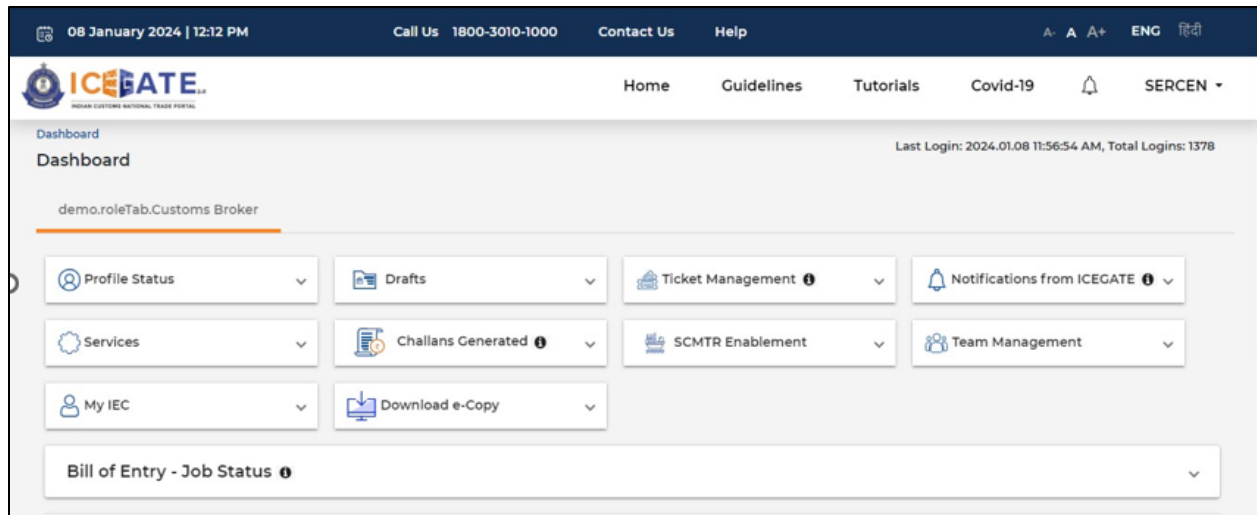 08 January 2024 | 12:12 PM Call Us 1800-3010-1000 Contact Us Help A- A A+ ENG हिंदी
ICEGATE
INDIAN CUSTOMS NATIONAL TRADE PORTAL
Home Guidelines Tutorials Covid-19 SERCEN
Dashboard
Last Login: 2024.01.08 11:56:54 AM, Total Logins: 1378
Dashboard
demo.roleTab.Customs Broker
Profile Status Drafts Ticket Management Notifications from ICEGATE
Services Challans Generated SCMTR Enablement Team Management
My IEC Download e-Copy
Bill of Entry - Job Status